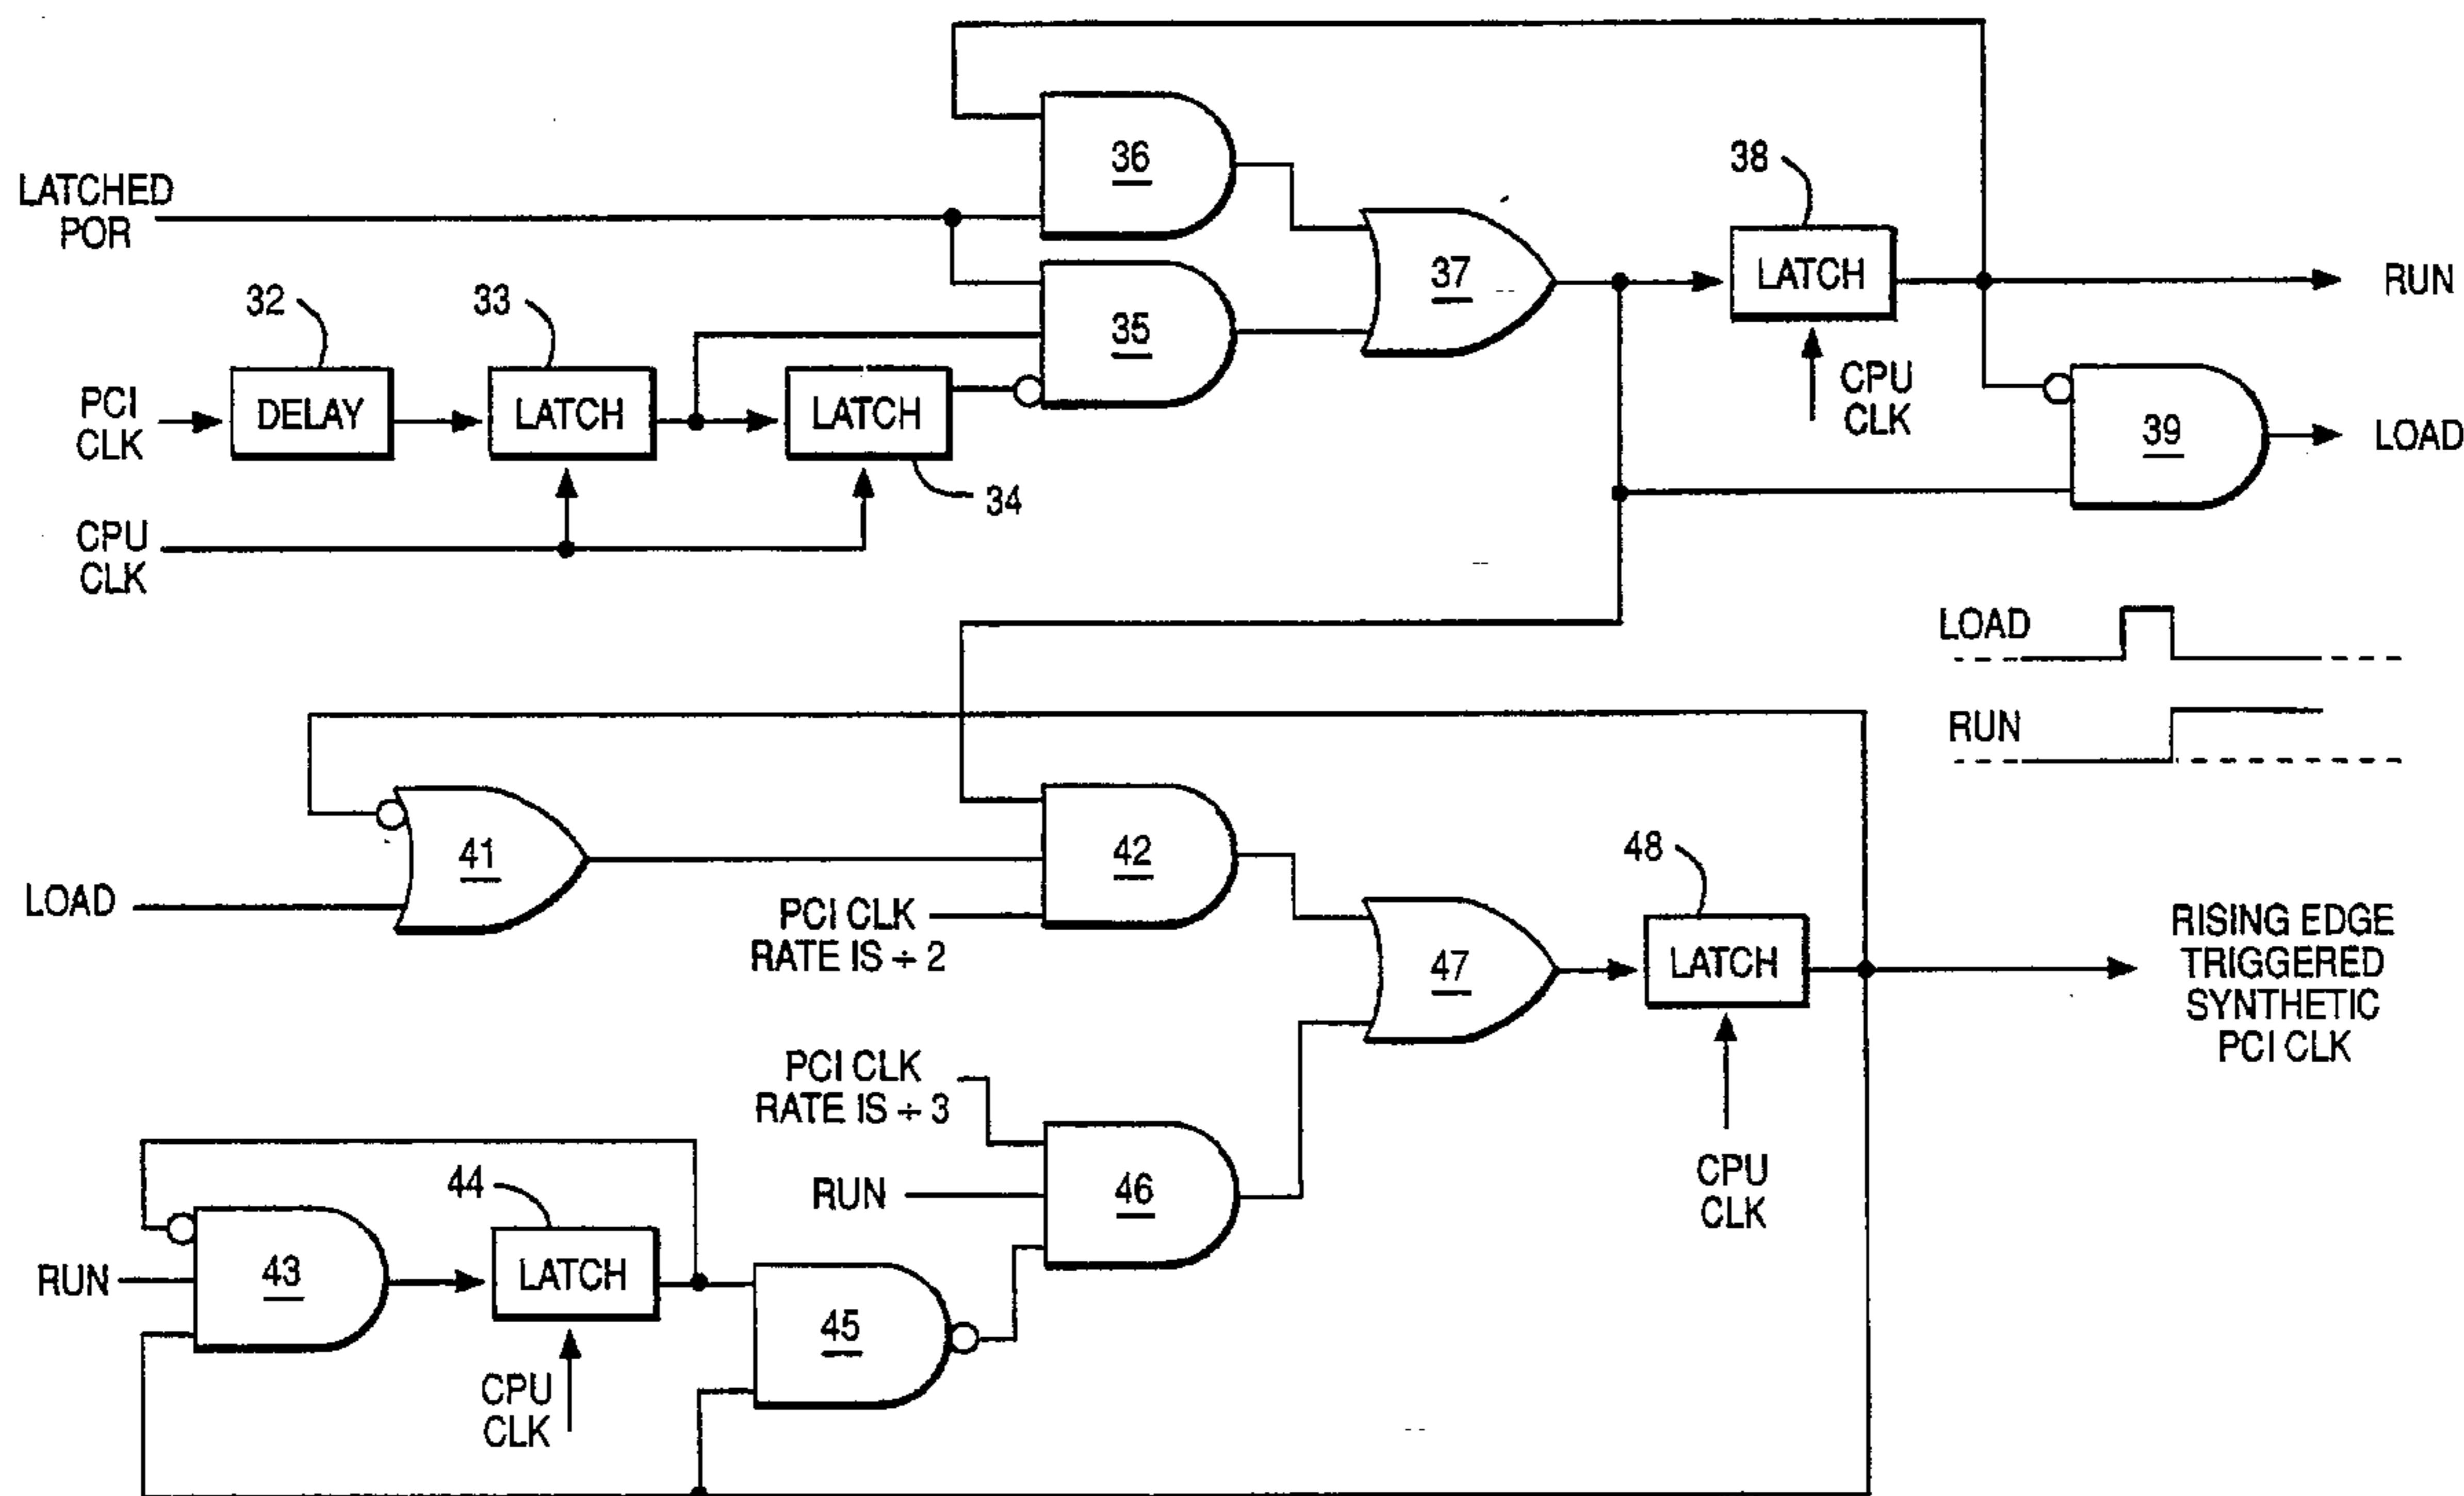 36
38
LATCHED
POR
37
LATCH
RUN
32
33
35
PCI
CLK
DELAY
LATCH
LATCH
CPU
CLK
39
LOAD
34
CPU
CLK
LOAD
RUN
41
42
48
LOAD
PCI CLK
RATE IS ÷ 2
47
LATCH
RISING EDGE
TRIGGERED
SYNTHETIC
PCI CLK
PCI CLK
RATE IS ÷ 3
CPU
CLK
44
RUN
46
RUN
43
LATCH
45
CPU
CLK